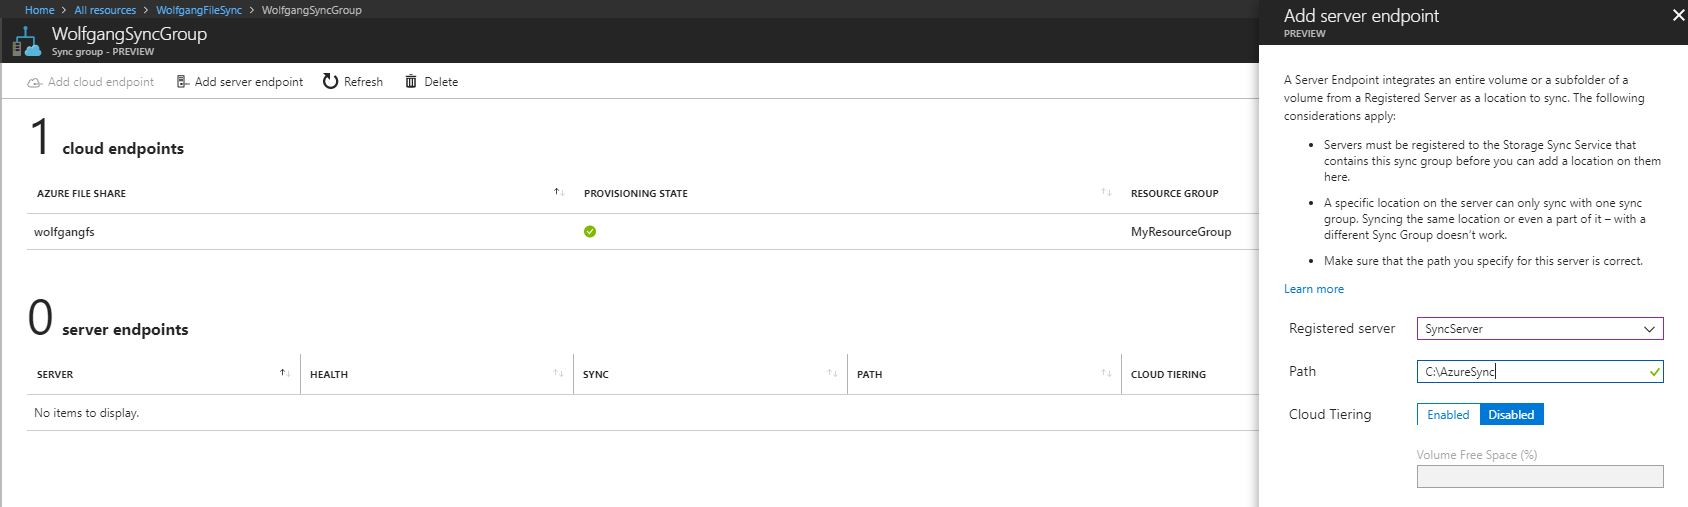 Home > All resources > WolfgangFileSync > WolfgangSyncGroup
WolfgangSyncGroup
Sync group - PREVIEW
Add cloud endpoint Add server endpoint Refresh Delete
1 cloud endpoints
AZURE FILE SHARE PROVISIONING STATE RESOURCE GROUP
wolfgangfs MyResourceGroup
0 server endpoints
SERVER HEALTH SYNC PATH CLOUD TIERING
No items to display.
Add server endpoint
PREVIEW
A Server Endpoint integrates an entire volume or a subfolder of a
volume from a Registered Server as a location to sync. The following
considerations apply:
• Servers must be registered to the Storage Sync Service that
contains this sync group before you can add a location on them
here.
• A specific location on the server can only sync with one sync
group. Syncing the same location or even a part of it – with a
different Sync Group doesn't work.
• Make sure that the path you specify for this server is correct.
Learn more
Registered server SyncServer
Path C:\AzureSync
Cloud Tiering Enabled Disabled
Volume Free Space (%)